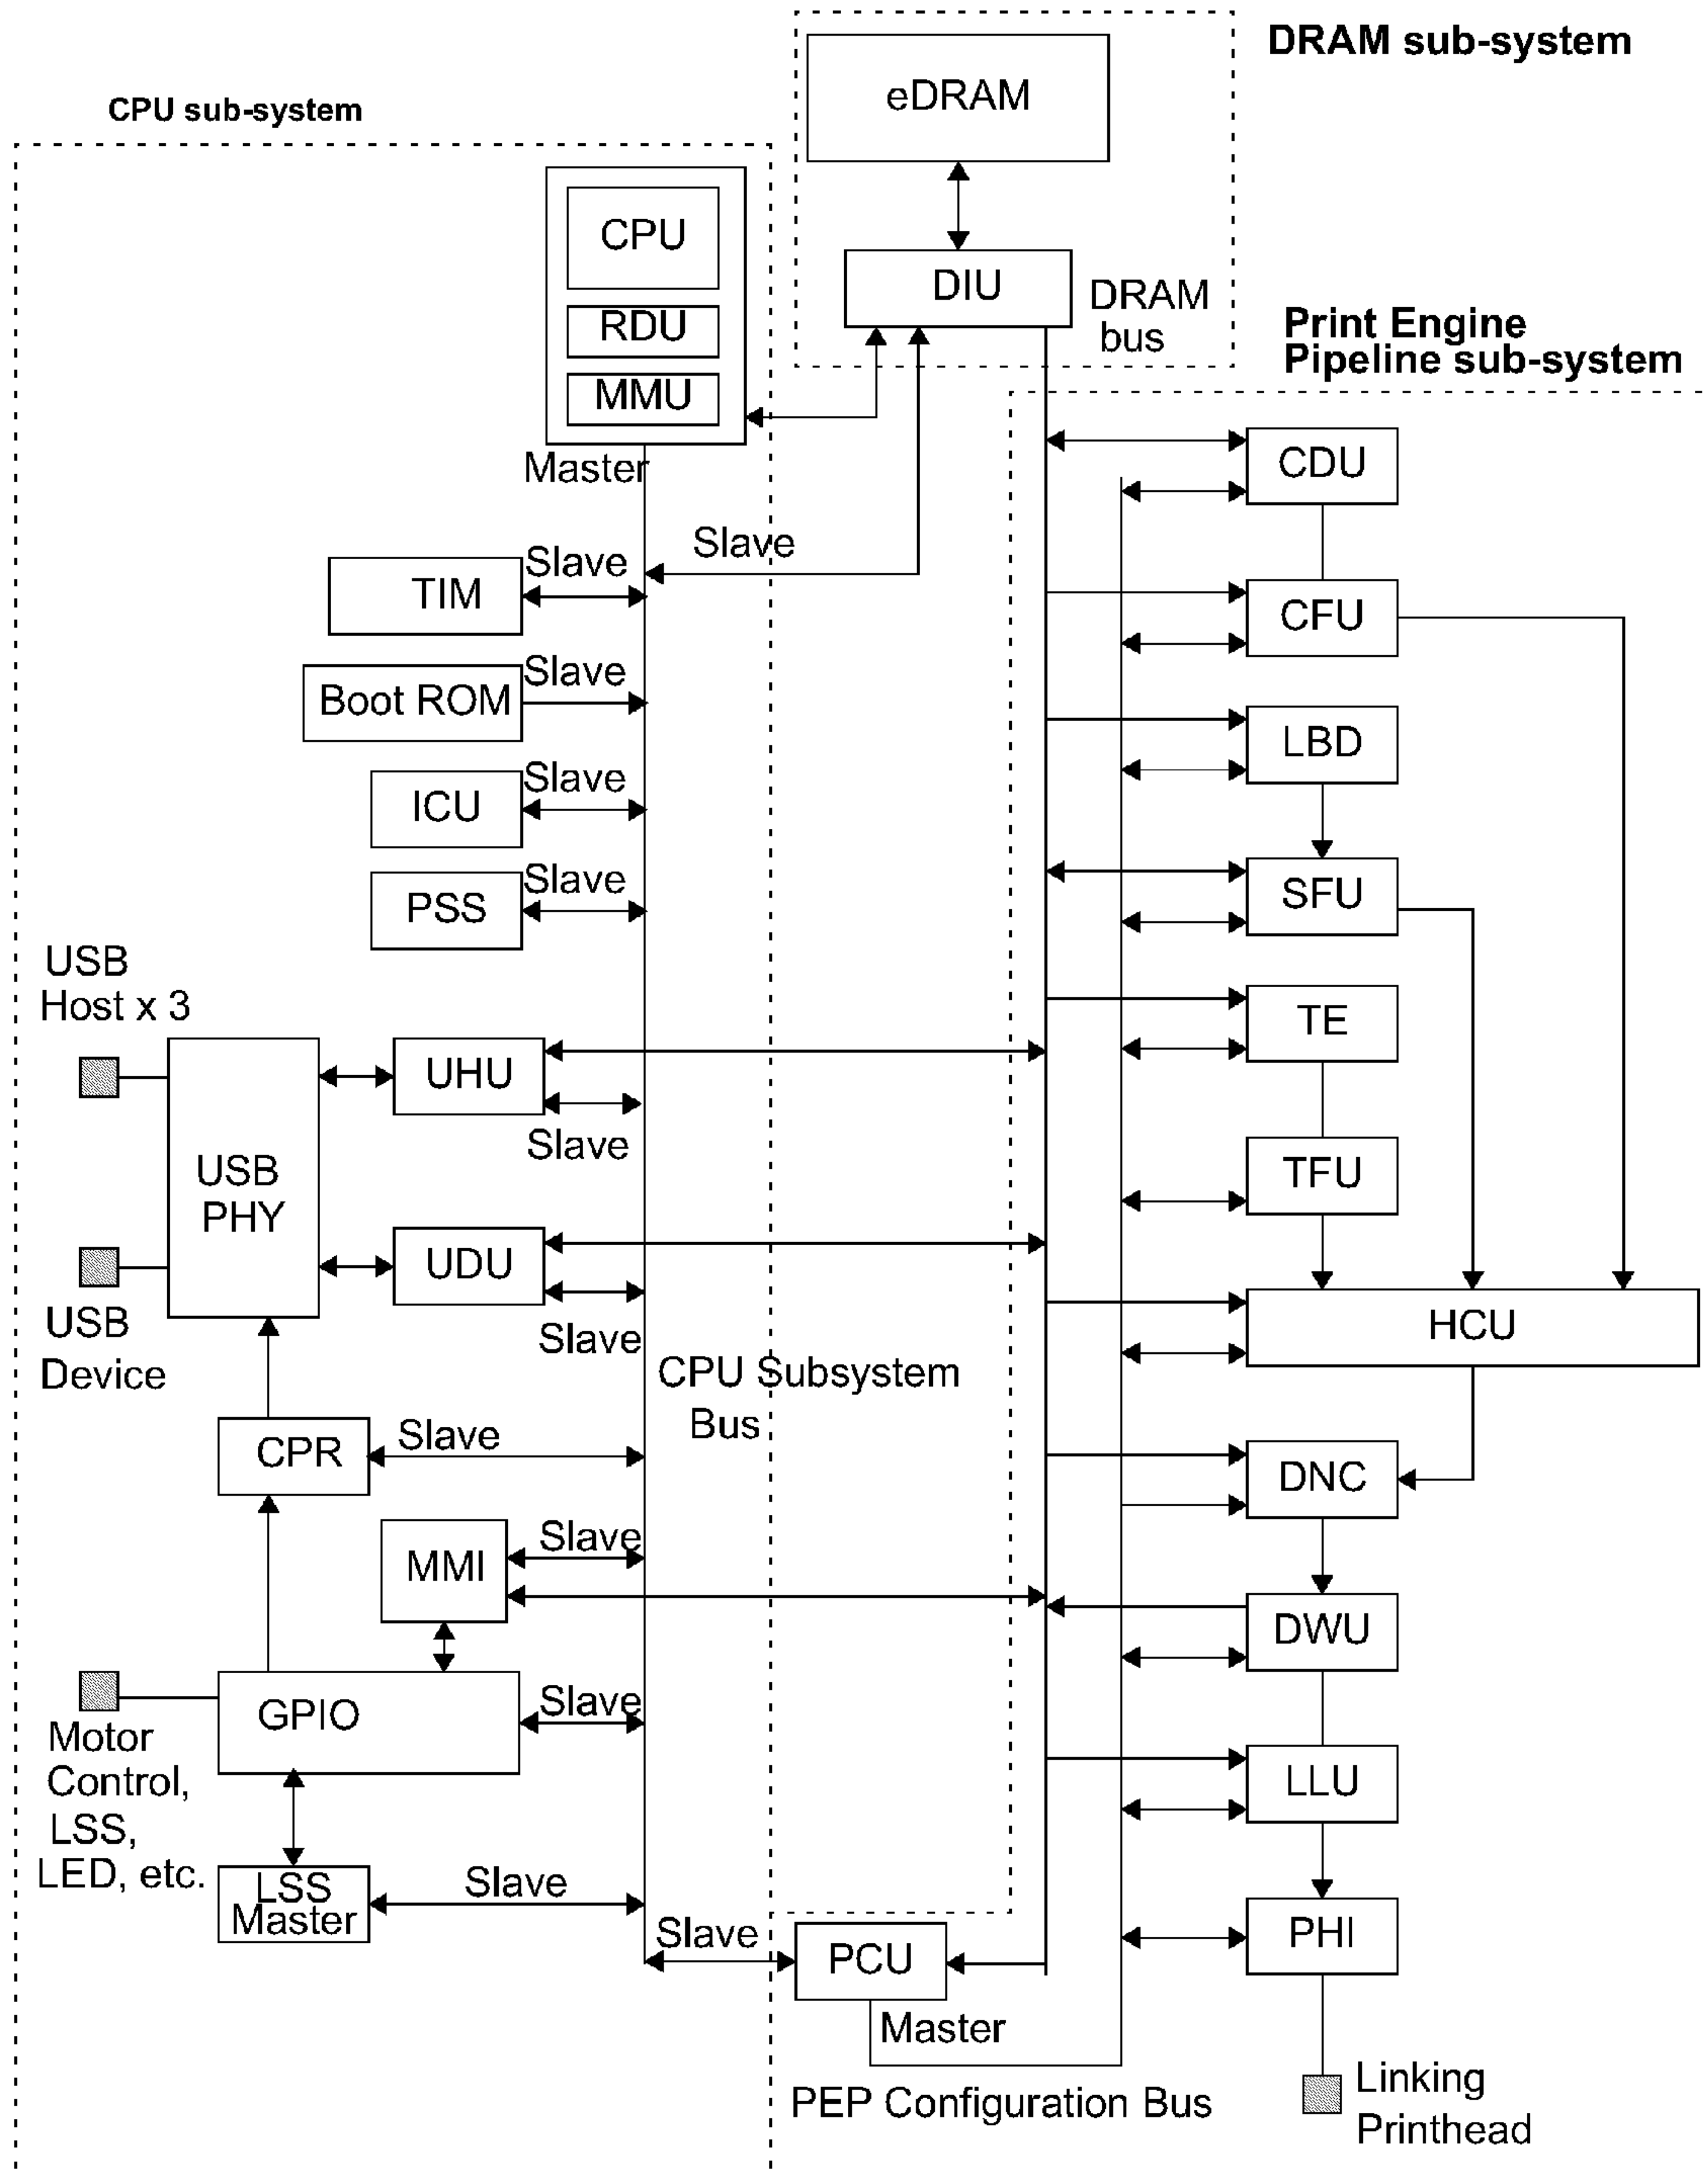 DRAM sub-system
eDRAM
CPU sub-system
CPU
DIU
DRAM
bus
RDU
Print Engine
Pipeline sub-system
MMU
Master
CDU
Slave
Slave
TIM
CFU
Slave
Boot ROM
LBD
Slave
ICU
Slave
PSS
SFU
USB
Host x 3
TE
UHU
Slave
USB
PHY
TFU
UDU
USB
Device
Slave
HCU
CPU Subsystem
Bus
CPR
Slave
DNC
MMI
Slave
DWU
GPIO
Slave
Motor
Control,
LSS,
LED, etc.
LLU
LSS
Master
Slave
Slave
PCU
PHI
Master
PEP Configuration Bus
Linking
Printhead